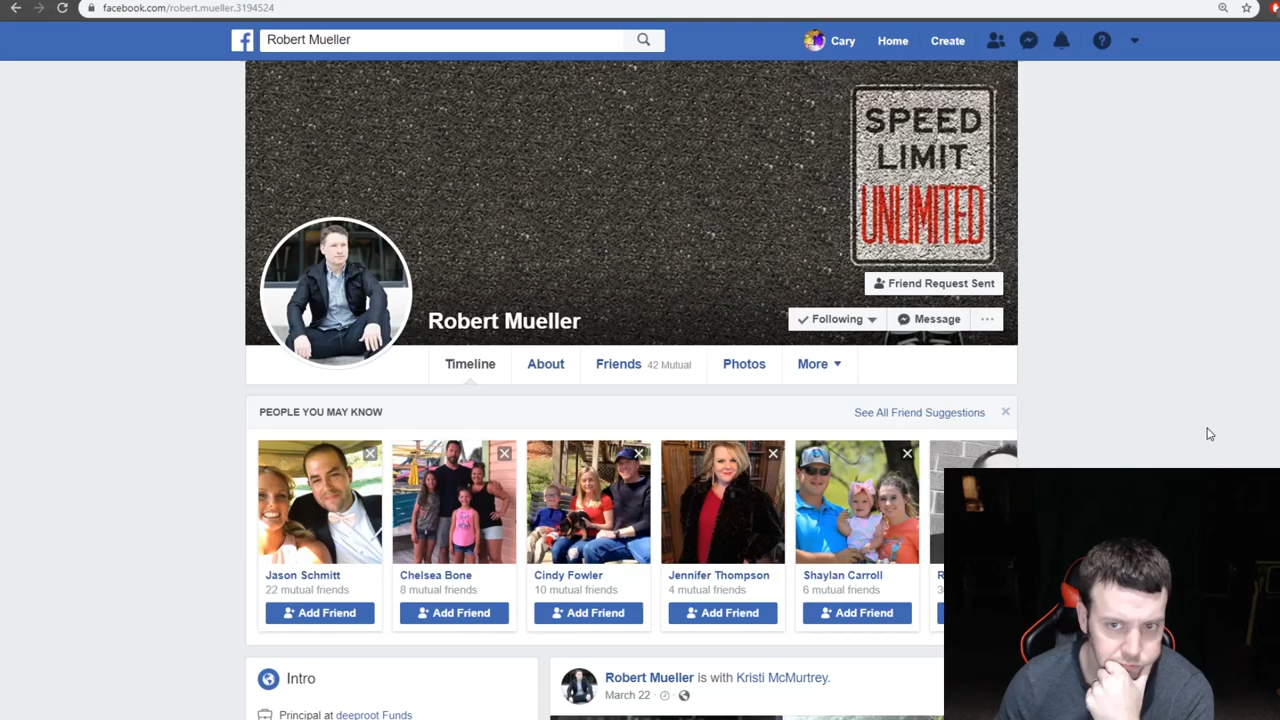 facebook.com/robert.mueller.3194524
Robert Mueller
Cary
Home
Create
SPEED
LIMIT
UNLIMITED
Friend Request Sent
Robert Mueller
Following
Message
Timeline
About
Friends 42 Mutual
Photos
More
PEOPLE YOU MAY KNOW
See All Friend Suggestions
Jason Schmitt
22 mutual friends
Add Friend
Chelsea Bone
8 mutual friends
Add Friend
Cindy Fowler
10 mutual friends
Add Friend
Jennifer Thompson
4 mutual friends
Add Friend
Shaylan Carroll
6 mutual friends
Add Friend
R
3
Intro
Principal at deeproot Funds
Robert Mueller is with Kristi McMurtrey.
March 22